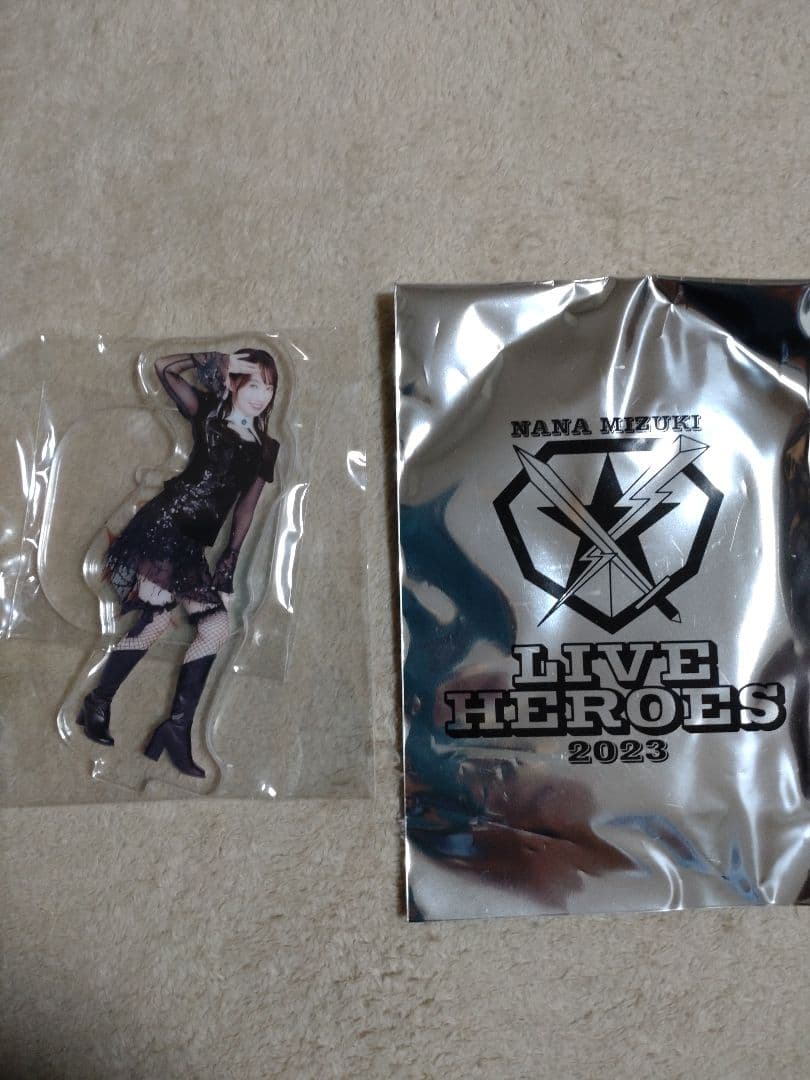 NANA MIZUKI
LIVE
HEROES
2023